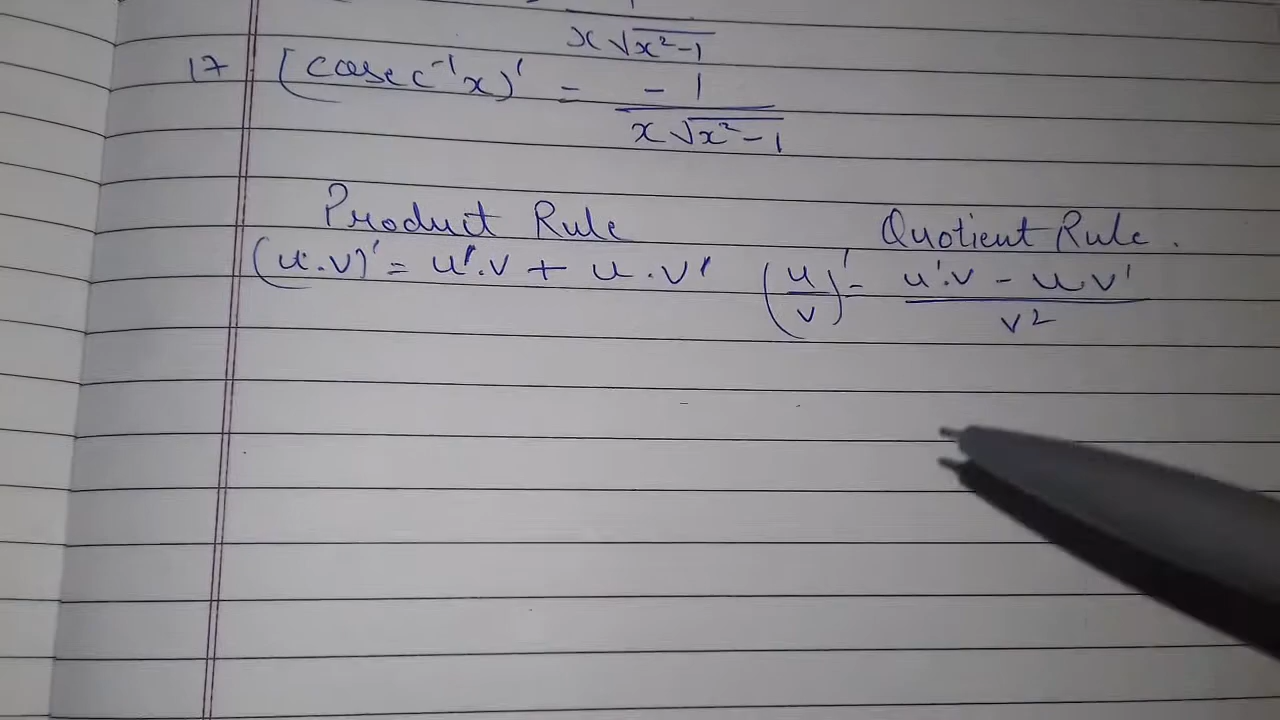 x√x²-1
17 (cosec⁻¹x)' = -1
x√x²-1
Product Rule Quotient Rule.
(u.v)' = u'.v + u.v' (u/v)' = u'.v - u.v'
v²